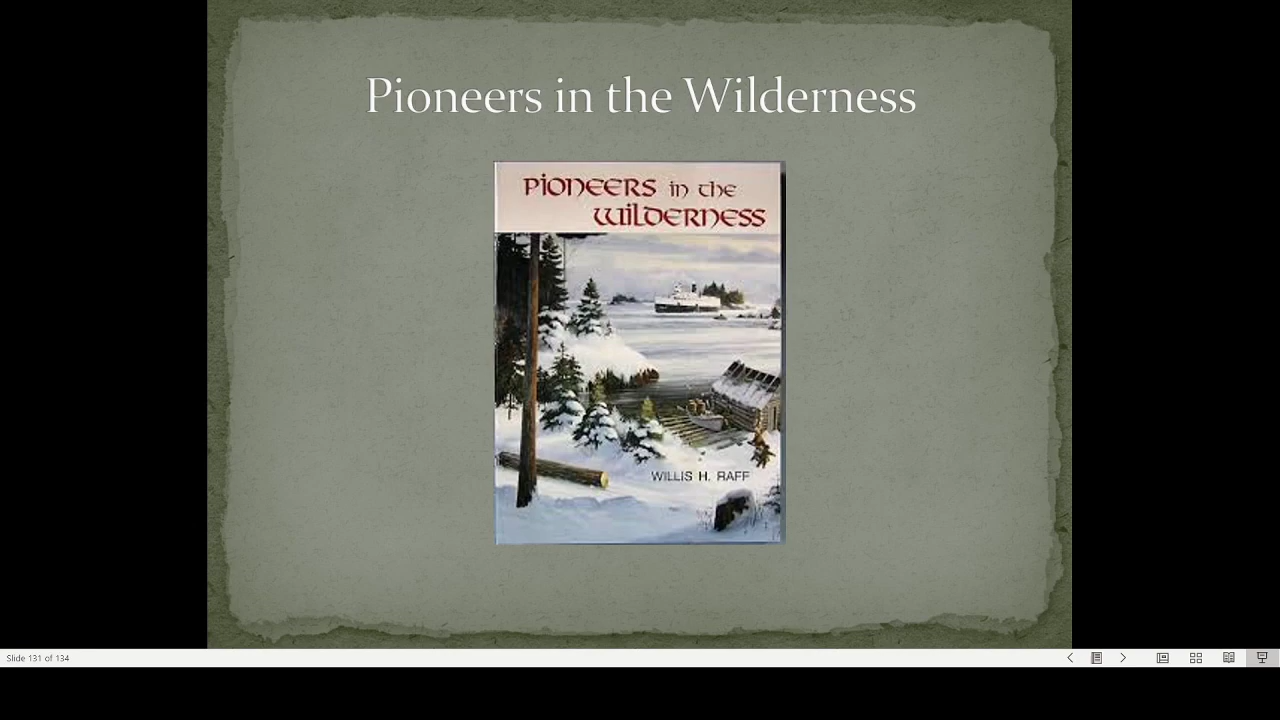 Pioneers in the Wilderness
PIONEERS in the
WILDERNESS
WILLIS H. RAFF
Slide 131 of 134